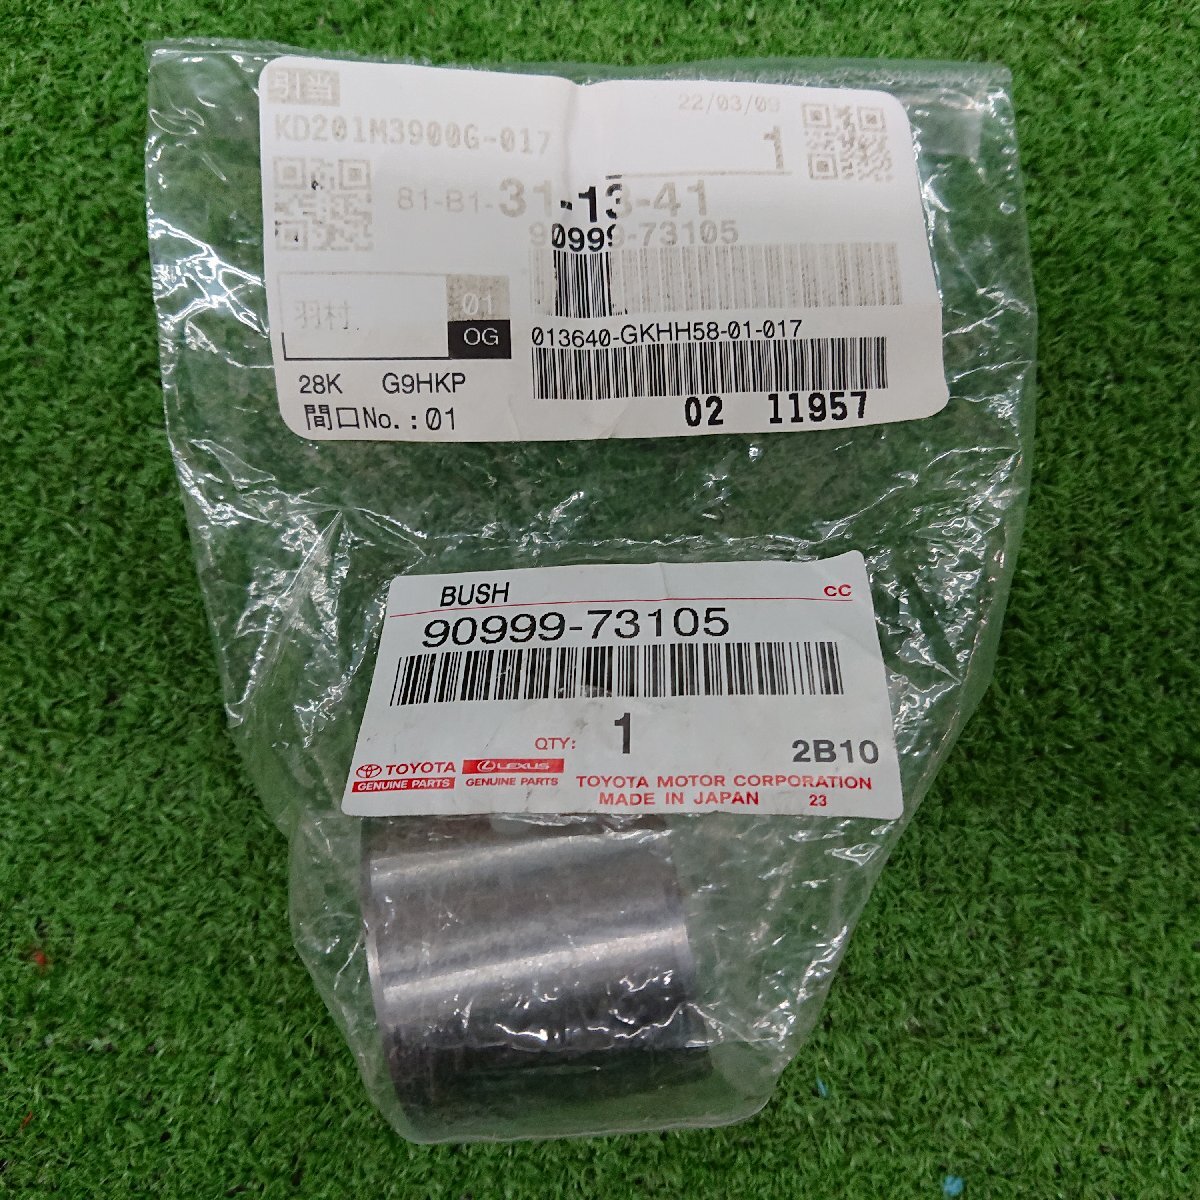 引当
22/03/09
KD201M3900G-017
1
81-B1-31-13-41
90999-73105
羽村
01
OG
013640-GKHH58-01-017
28K G9HKP
02 11957
間口No.:01
BUSH
CC
90999-73105
QTY: 1
2B10
TOYOTA
GENUINE PARTS
LEXUS
GENUINE PARTS
TOYOTA MOTOR CORPORATION
MADE IN JAPAN 23